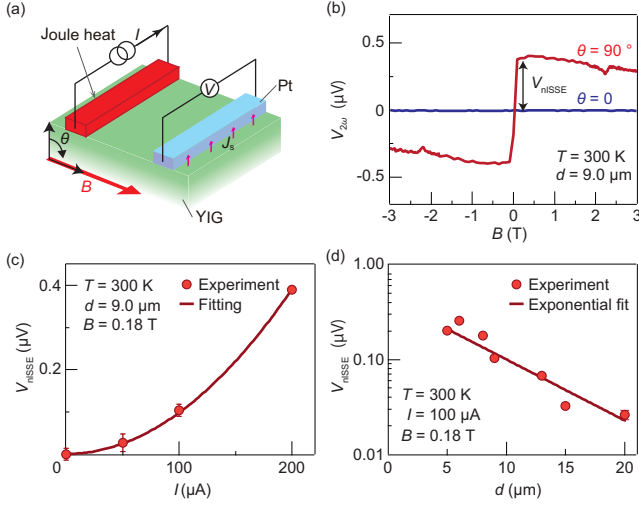 (a)
Joule heat
I
V
Pt
Js
θ
B
YIG
(b)
V2ω (µV)
0.5
0
-0.5
θ = 90 °
VnISSE
θ = 0
T = 300 K
d = 9.0 µm
-3 -2 -1 0 1 2 3
B (T)
(c)
VnISSE (µV)
0.4
0.2
0
T = 300 K
d = 9.0 µm
B = 0.18 T
Experiment
Fitting
0 100 200
I (µA)
(d)
VnISSE (µV)
1.00
0.10
0.01
Experiment
Exponential fit
T = 300 K
I = 100 µA
B = 0.18 T
0 5 10 15 20
d (µm)